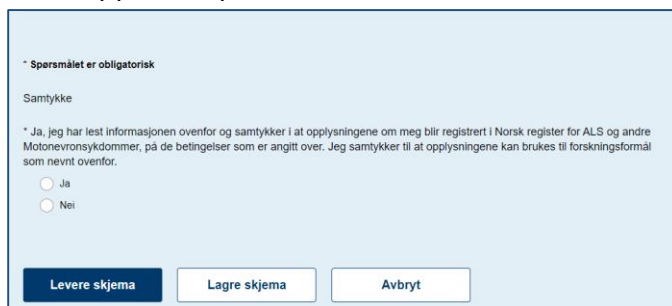 * Spørsmålet er obligatorisk
Samtykke
* Ja, jeg har lest informasjonen ovenfor og samtykker i at opplysningene om meg blir registrert i Norsk register for ALS og andre
Motonevronsykdommer, på de betingelser som er angitt over. Jeg samtykker til at opplysningene kan brukes til forskningsformål
som nevnt ovenfor.
Ja
Nei
Levere skjema Lagre skjema Avbryt